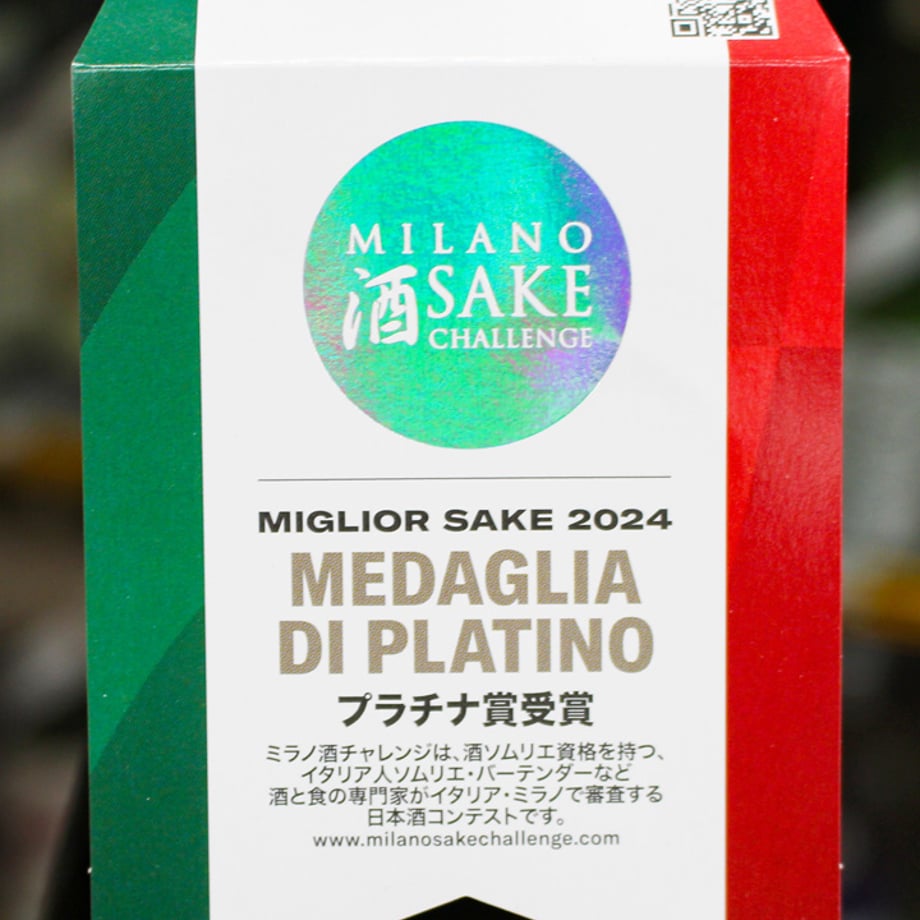 MILANO
酒SAKE
CHALLENGE
MIGLIOR SAKE 2024
MEDAGLIA
DI PLATINO
プラチナ賞受賞
ミラノ酒チャレンジは、酒ソムリエ資格を持つ、
イタリア人ソムリエ・バーテンダーなど
酒と食の専門家がイタリア・ミラノで審査する
日本酒コンテストです。
www.milanosakechallenge.com